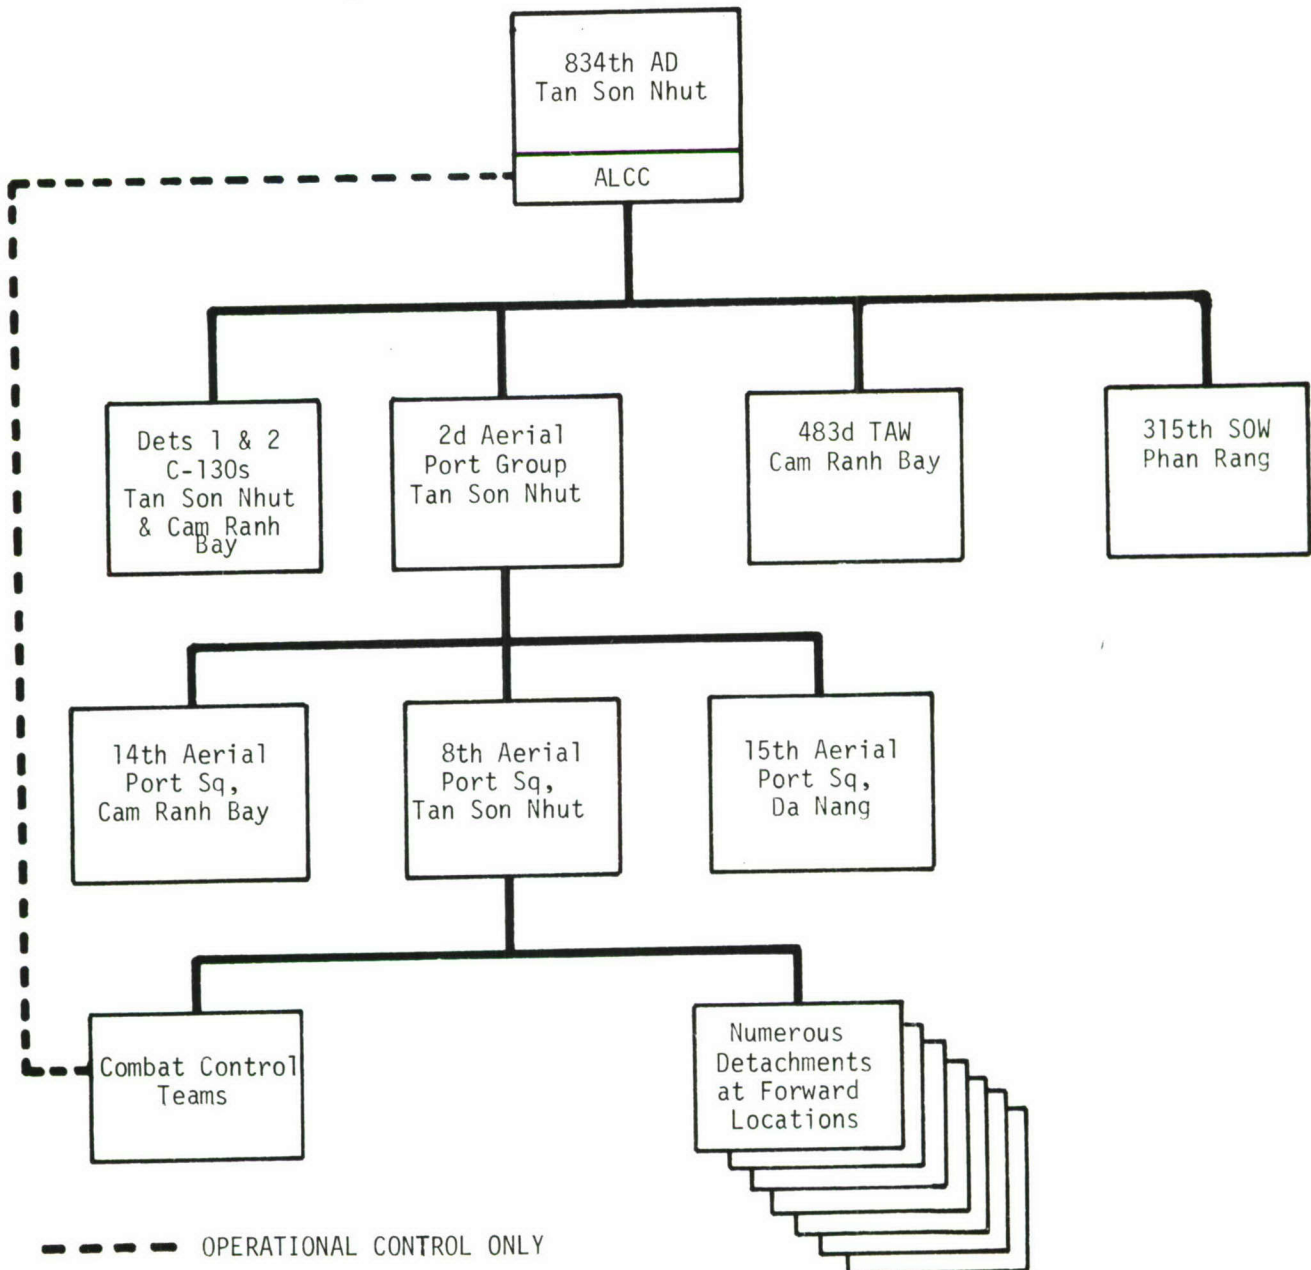 834th AD
Tan Son Nhut
ALCC
Dets 1 & 2
C-130s
Tan Son Nhut
& Cam Ranh
Bay
2d Aerial
Port Group
Tan Son Nhut
483d TAW
Cam Ranh Bay
315th SOW
Phan Rang
14th Aerial
Port Sq,
Cam Ranh Bay
8th Aerial
Port Sq,
Tan Son Nhut
15th Aerial
Port Sq,
Da Nang
Combat Control
Teams
Numerous
Detachments
at Forward
Locations
OPERATIONAL CONTROL ONLY